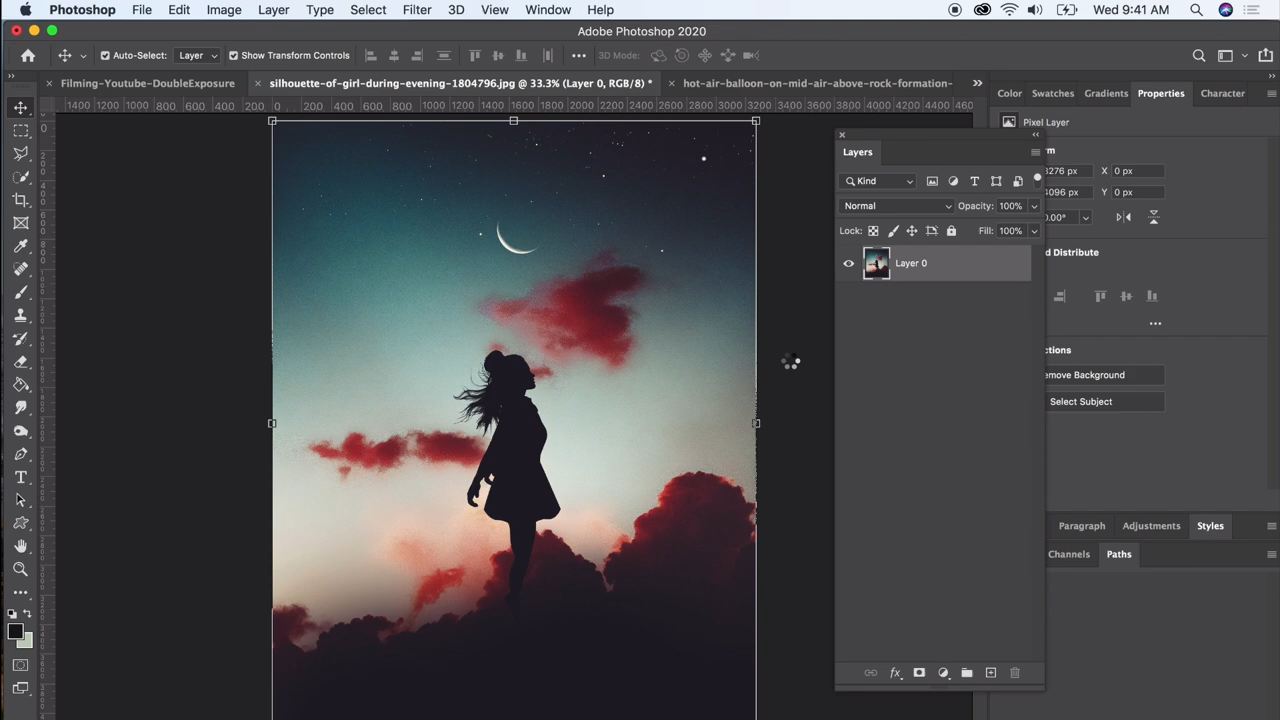 Photoshop File Edit Image Layer Type Select Filter 3D View Window Help Wed 9:41 AM
Adobe Photoshop 2020
Auto-Select: Layer Show Transform Controls 3D Mode:
Filming-Youtube-DoubleExposure silhouette-of-girl-during-evening-1804796.jpg @ 33.3% (Layer 0, RGB/8) * hot-air-balloon-on-mid-air-above-rock-formation-
Color Swatches Gradients Properties Character
1400 1200 1000 800 600 400 200 0 200 400 600 800 1000 1200 1400 1600 1800 2000 2200 2400 2600 2800 3000 3200 3400 3600 3800 4000 4200 4400 460
Pixel Layer
Layers
rm
3276 px X 0 px
Kind
4096 px Y 0 px
Normal Opacity: 100%
0.00°
Lock: Fill: 100%
d Distribute
Layer 0
ctions
move Background
Select Subject
Paragraph Adjustments Styles
Channels Paths